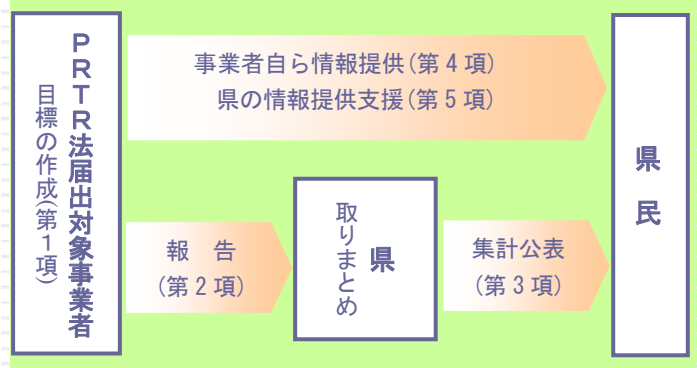 PRTR法届出対象事業者
目標の作成(第1項)
事業者自ら情報提供(第4項)
県の情報提供支援(第5項)
報　告
(第2項)
県
取りまとめ
集計公表
(第3項)
県　民